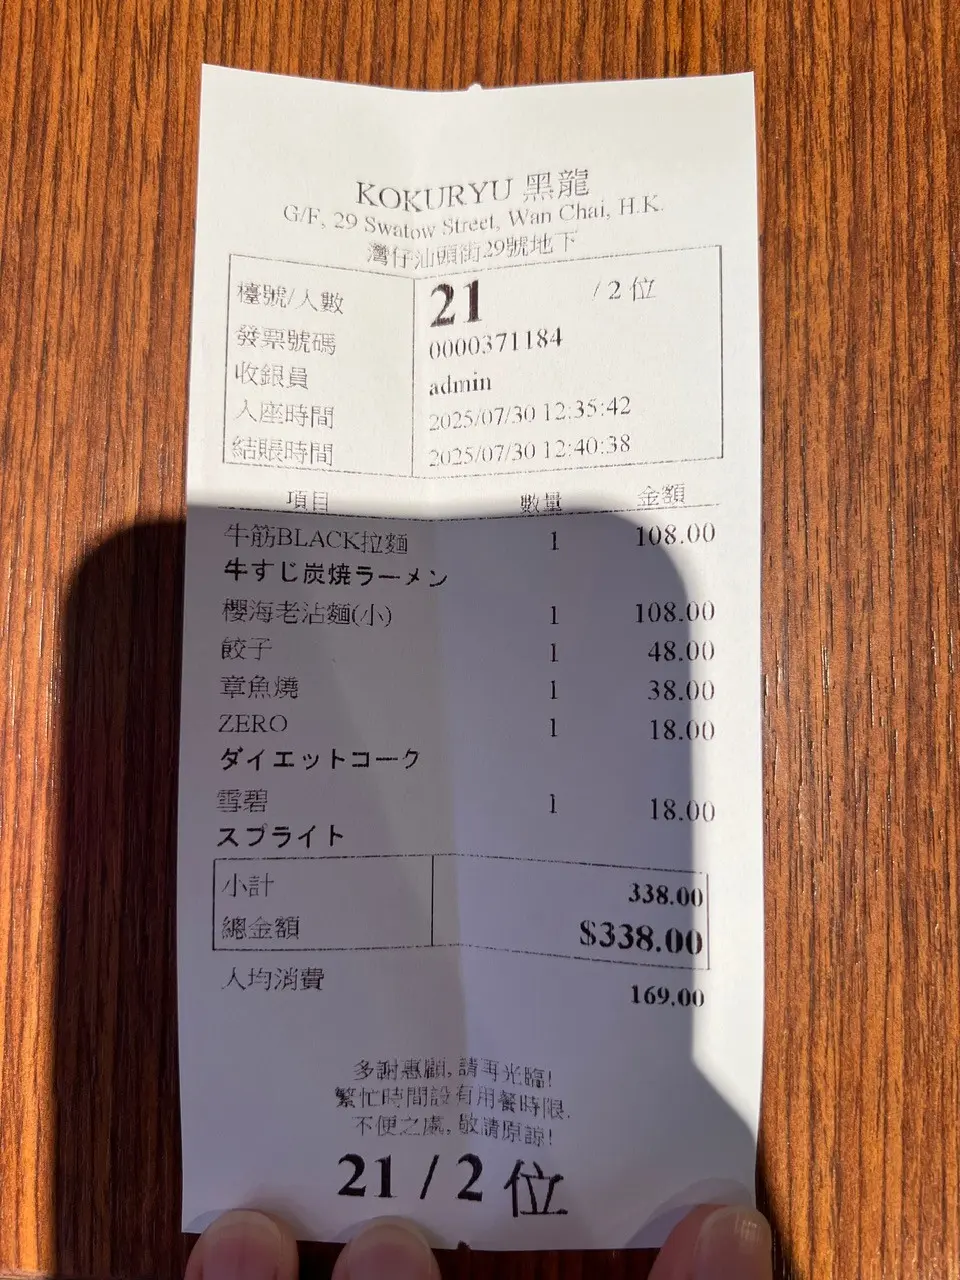 KOKURYU 黑龍
G/F, 29 Swatow Street, Wan Chai, H.K.
灣仔汕頭街29號地下
檯號/人數 21 / 2 位
發票號碼 0000371184
收銀員 admin
入座時間 2025/07/30 12:35:42
結賬時間 2025/07/30 12:40:38
項目 數量 金額
牛筋BLACK拉麵 1 108.00
牛すじ炭焼ラーメン
櫻海老沾麵(小) 1 108.00
餃子 1 48.00
章魚燒 1 38.00
ZERO 1 18.00
ダイエットコーク
雪碧 1 18.00
スプライト
小計 338.00
總金額 $338.00
人均消費 169.00
多謝惠顧, 請再光臨!
繁忙時間設有用餐時限.
不便之處, 敬請原諒!
21 / 2 位